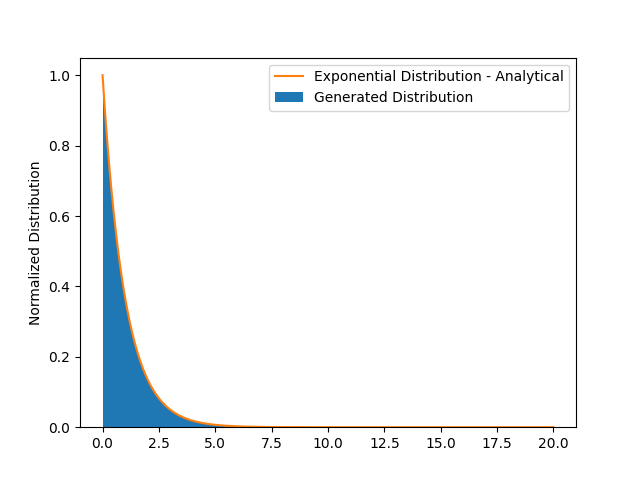 Exponential Distribution - Analytical
Generated Distribution
Normalized Distribution
1.0
0.8
0.6
0.4
0.2
0.0
0.0 2.5 5.0 7.5 10.0 12.5 15.0 17.5 20.0